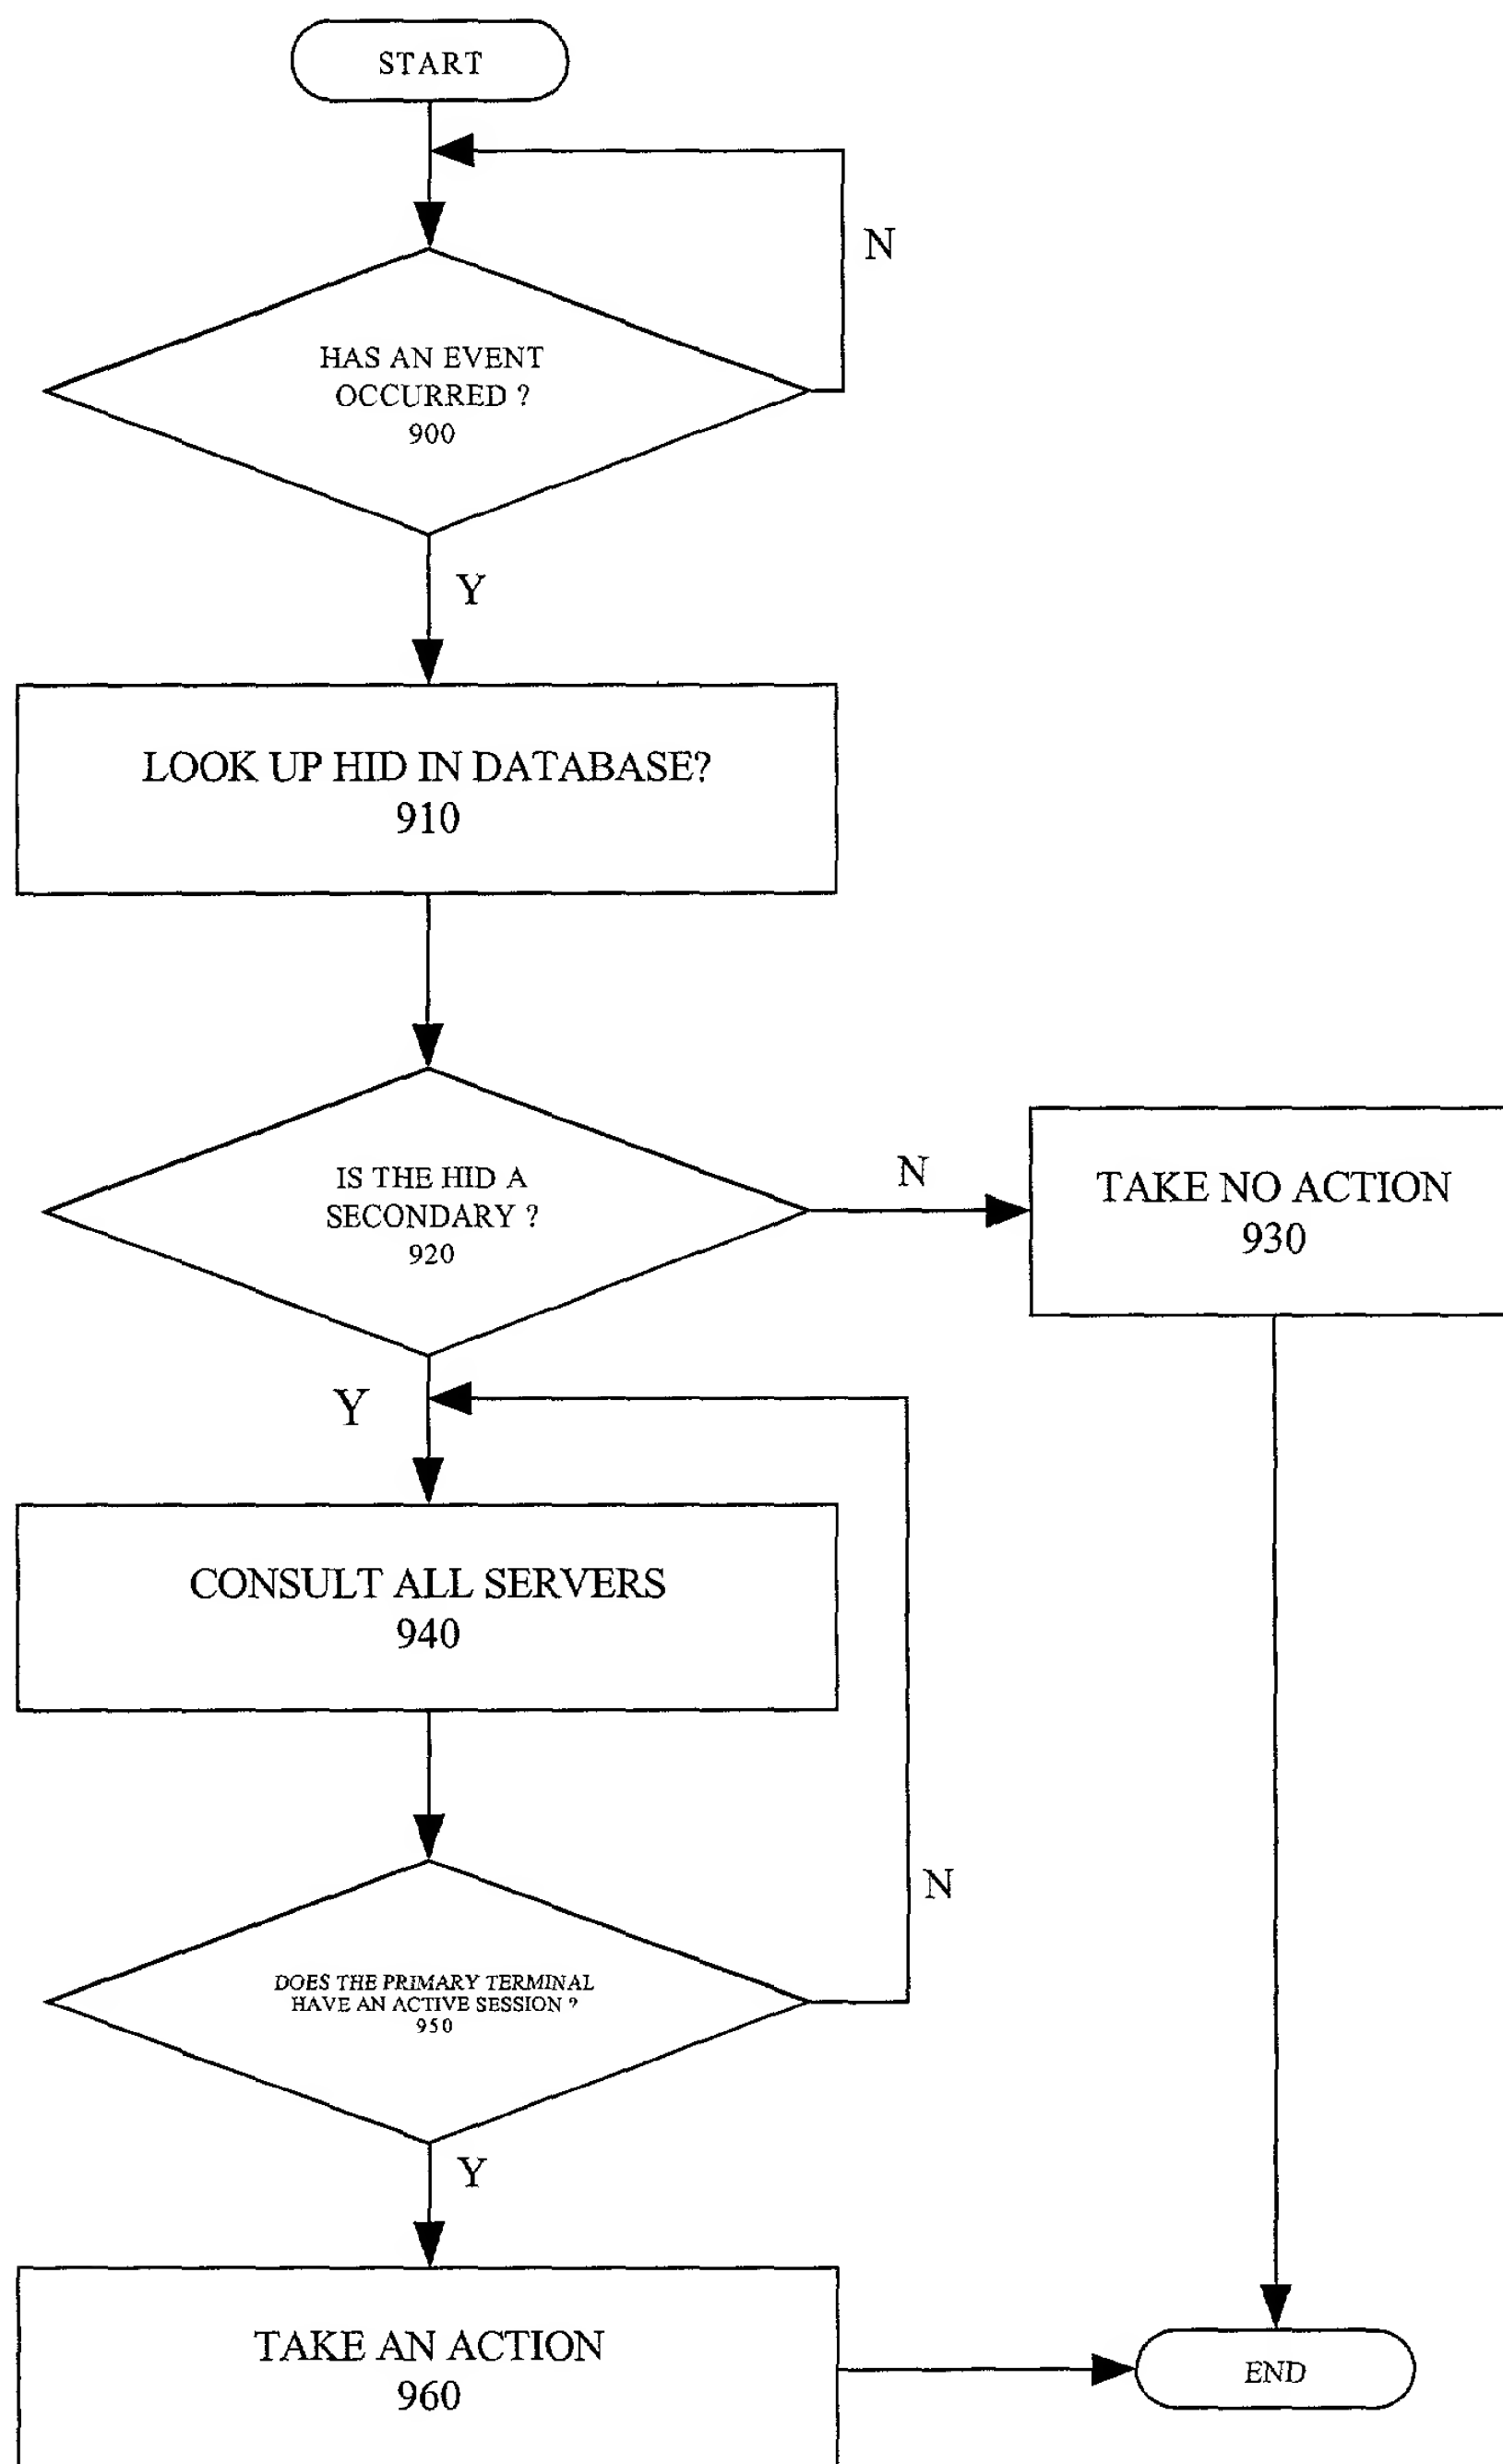 START
N
HAS AN EVENT
OCCURRED ?
900
Y
LOOK UP HID IN DATABASE?
910
IS THE HID A
SECONDARY ?
920
N
TAKE NO ACTION
930
Y
CONSULT ALL SERVERS
940
N
DOES THE PRIMARY TERMINAL
HAVE AN ACTIVE SESSION ?
950
Y
TAKE AN ACTION
960
END